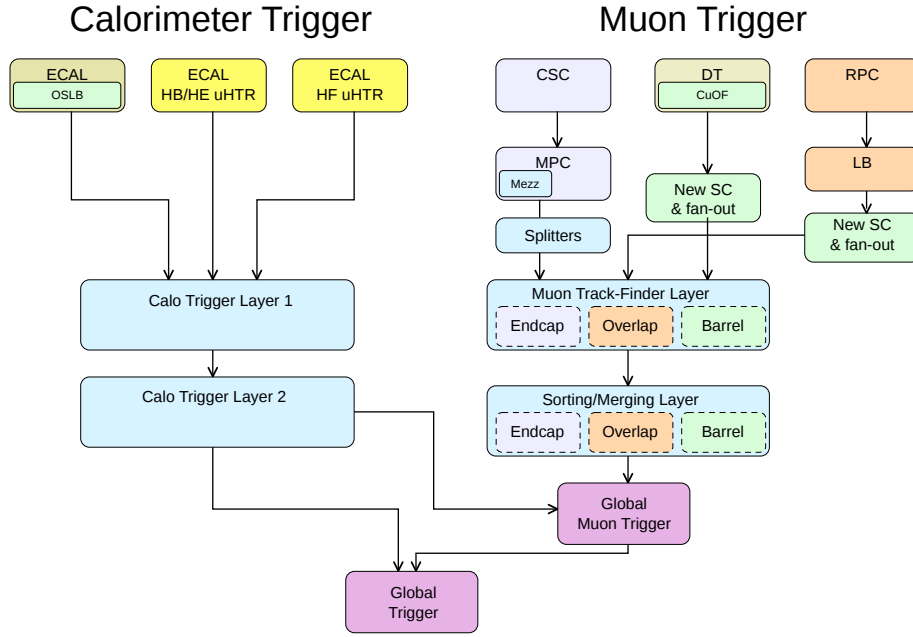 Calorimeter Trigger
Muon Trigger
ECAL
OSLB
ECAL
HB/HE uHTR
ECAL
HF uHTR
CSC
DT
CuOF
RPC
MPC
Mezz
LB
New SC
& fan-out
New SC
& fan-out
Splitters
Calo Trigger Layer 1
Muon Track-Finder Layer
Endcap
Overlap
Barrel
Calo Trigger Layer 2
Sorting/Merging Layer
Endcap
Overlap
Barrel
Global
Muon Trigger
Global
Trigger